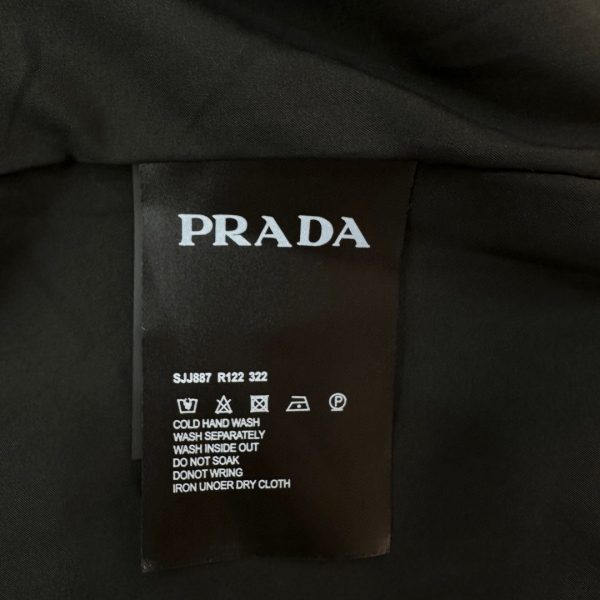 PRADA
SJJ887 R122 322
P
COLD HAND WASH
WASH SEPARATELY
WASH INSIDE OUT
DO NOT SOAK
DONOT WRING
IRON UNDER DRY CLOTH